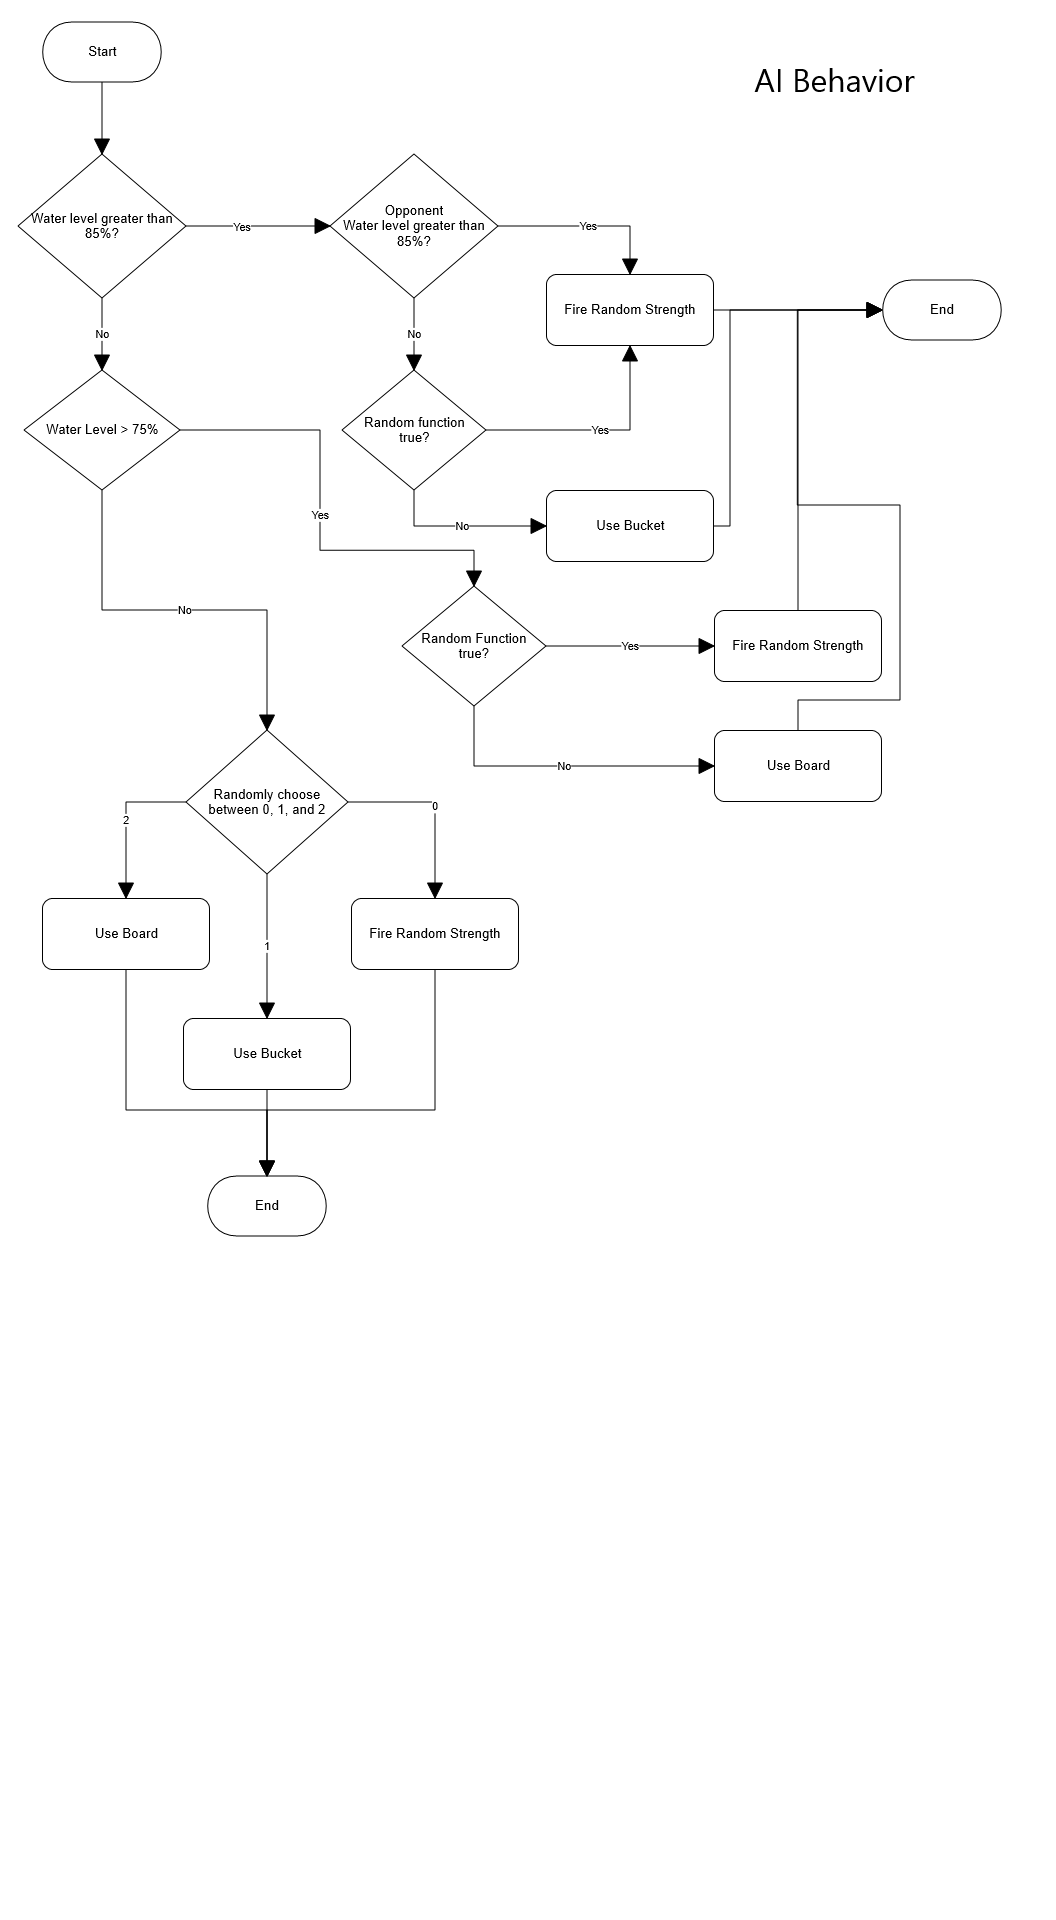 Start
AI Behavior
Water level greater than
85%?
Yes
Opponent
Water level greater than
85%?
Yes
Fire Random Strength
End
No
No
Water Level > 75%
Random function
true?
Yes
Yes
No
Use Bucket
No
Random Function
true?
Yes
Fire Random Strength
No
Use Board
Randomly choose
between 0, 1, and 2
2
0
Use Board
1
Fire Random Strength
Use Bucket
End